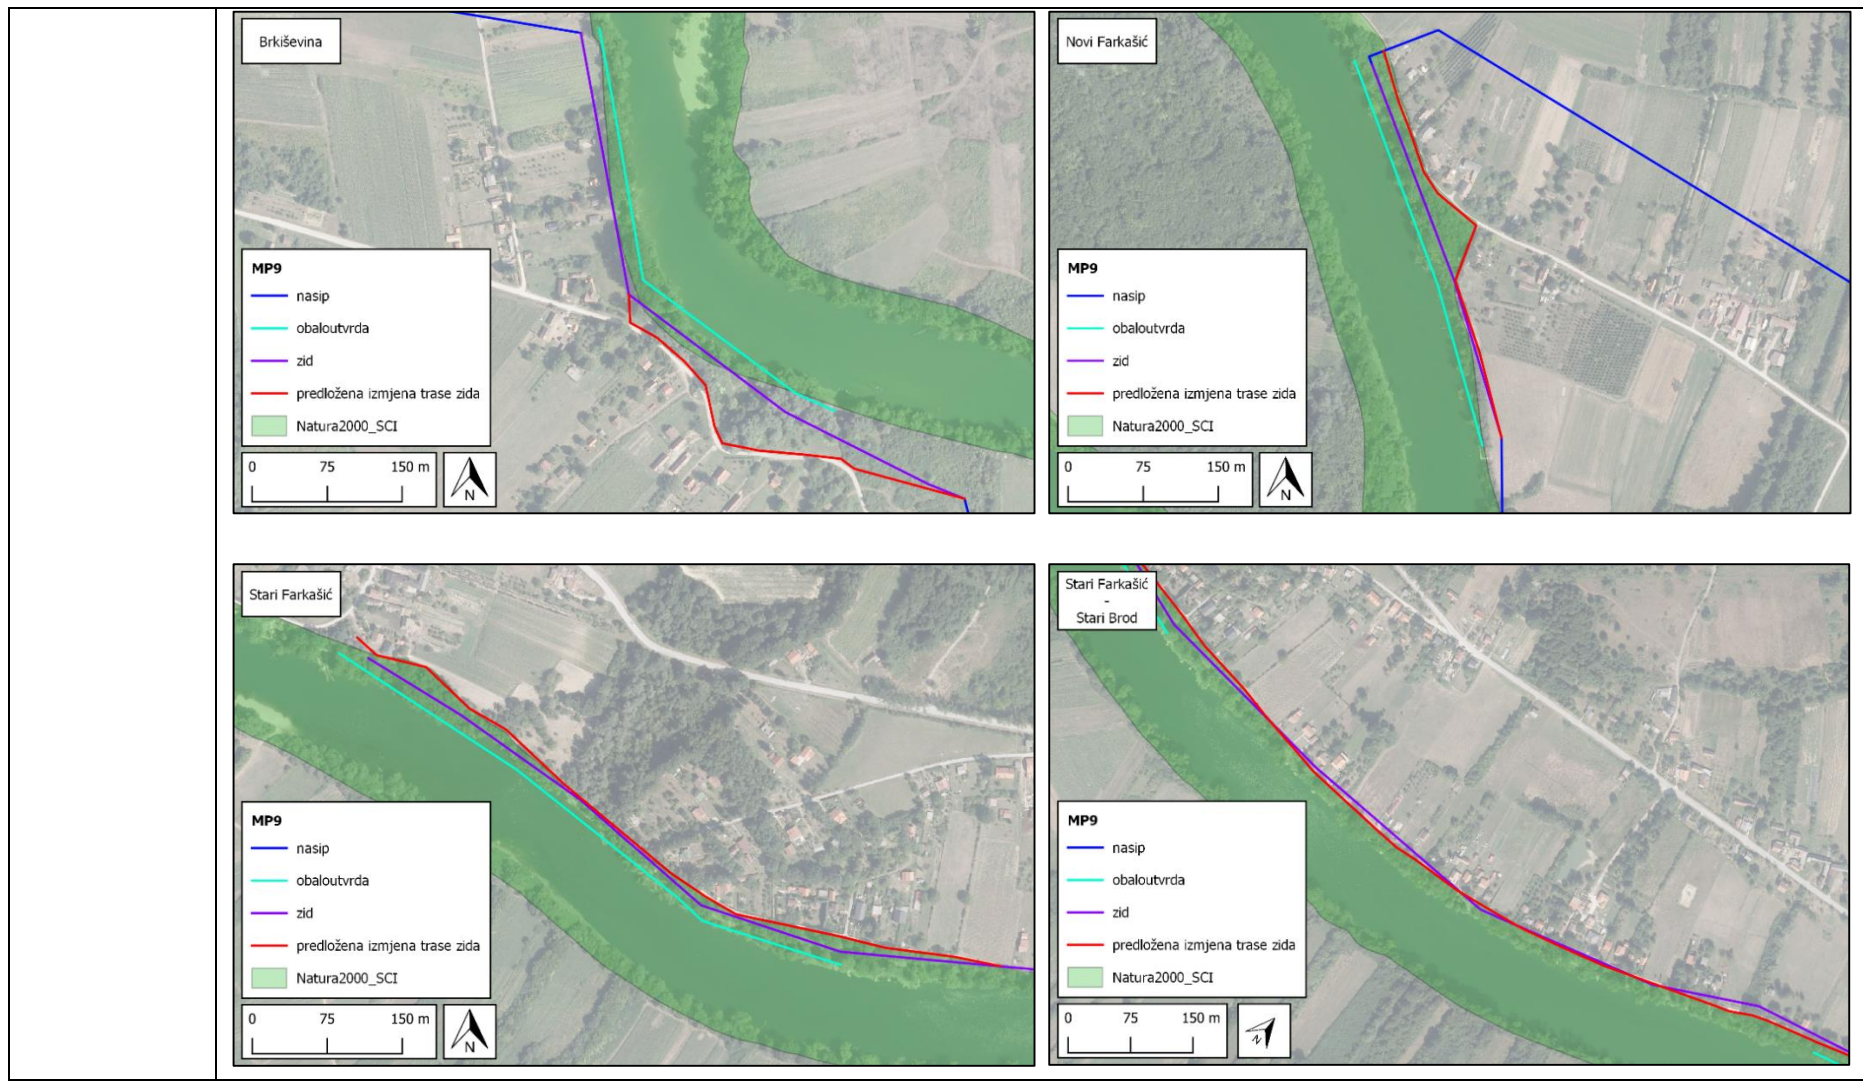 Brkiševina
MP9
nasip
obaloutvrda
zid
predložena izmjena trase zida
Natura2000_SCI
0 75 150 m
N
Novi Farkašić
MP9
nasip
obaloutvrda
zid
predložena izmjena trase zida
Natura2000_SCI
0 75 150 m
N
Stari Farkašić
MP9
nasip
obaloutvrda
zid
predložena izmjena trase zida
Natura2000_SCI
0 75 150 m
N
Stari Farkašić
-
Stari Brod
MP9
nasip
obaloutvrda
zid
predložena izmjena trase zida
Natura2000_SCI
0 75 150 m
N